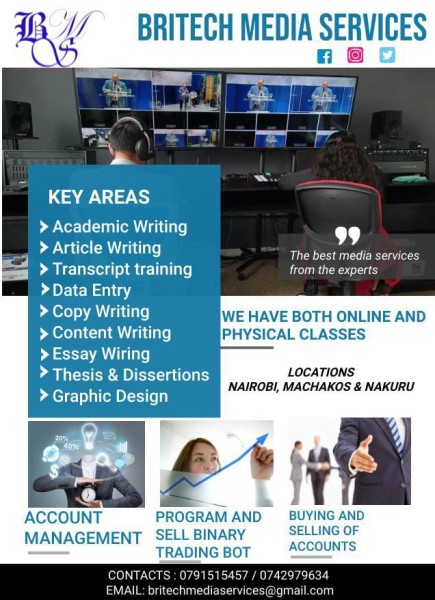 BMS
BRITECH MEDIA SERVICES
KEY AREAS
Academic Writing
Article Writing
Transcript training
Data Entry
Copy Writing
Content Writing
Essay Wiring
Thesis & Dissertions
Graphic Design
”
The best media services
from the experts
WE HAVE BOTH ONLINE AND
PHYSICAL CLASSES
LOCATIONS
NAIROBI, MACHAKOS & NAKURU
20%
40%
$
ACCOUNT
MANAGEMENT
PROGRAM AND
SELL BINARY
TRADING BOT
BUYING AND
SELLING OF
ACCOUNTS
CONTACTS : 0791515457 / 0742979634
EMAIL: britechmediaservices@gmail.com